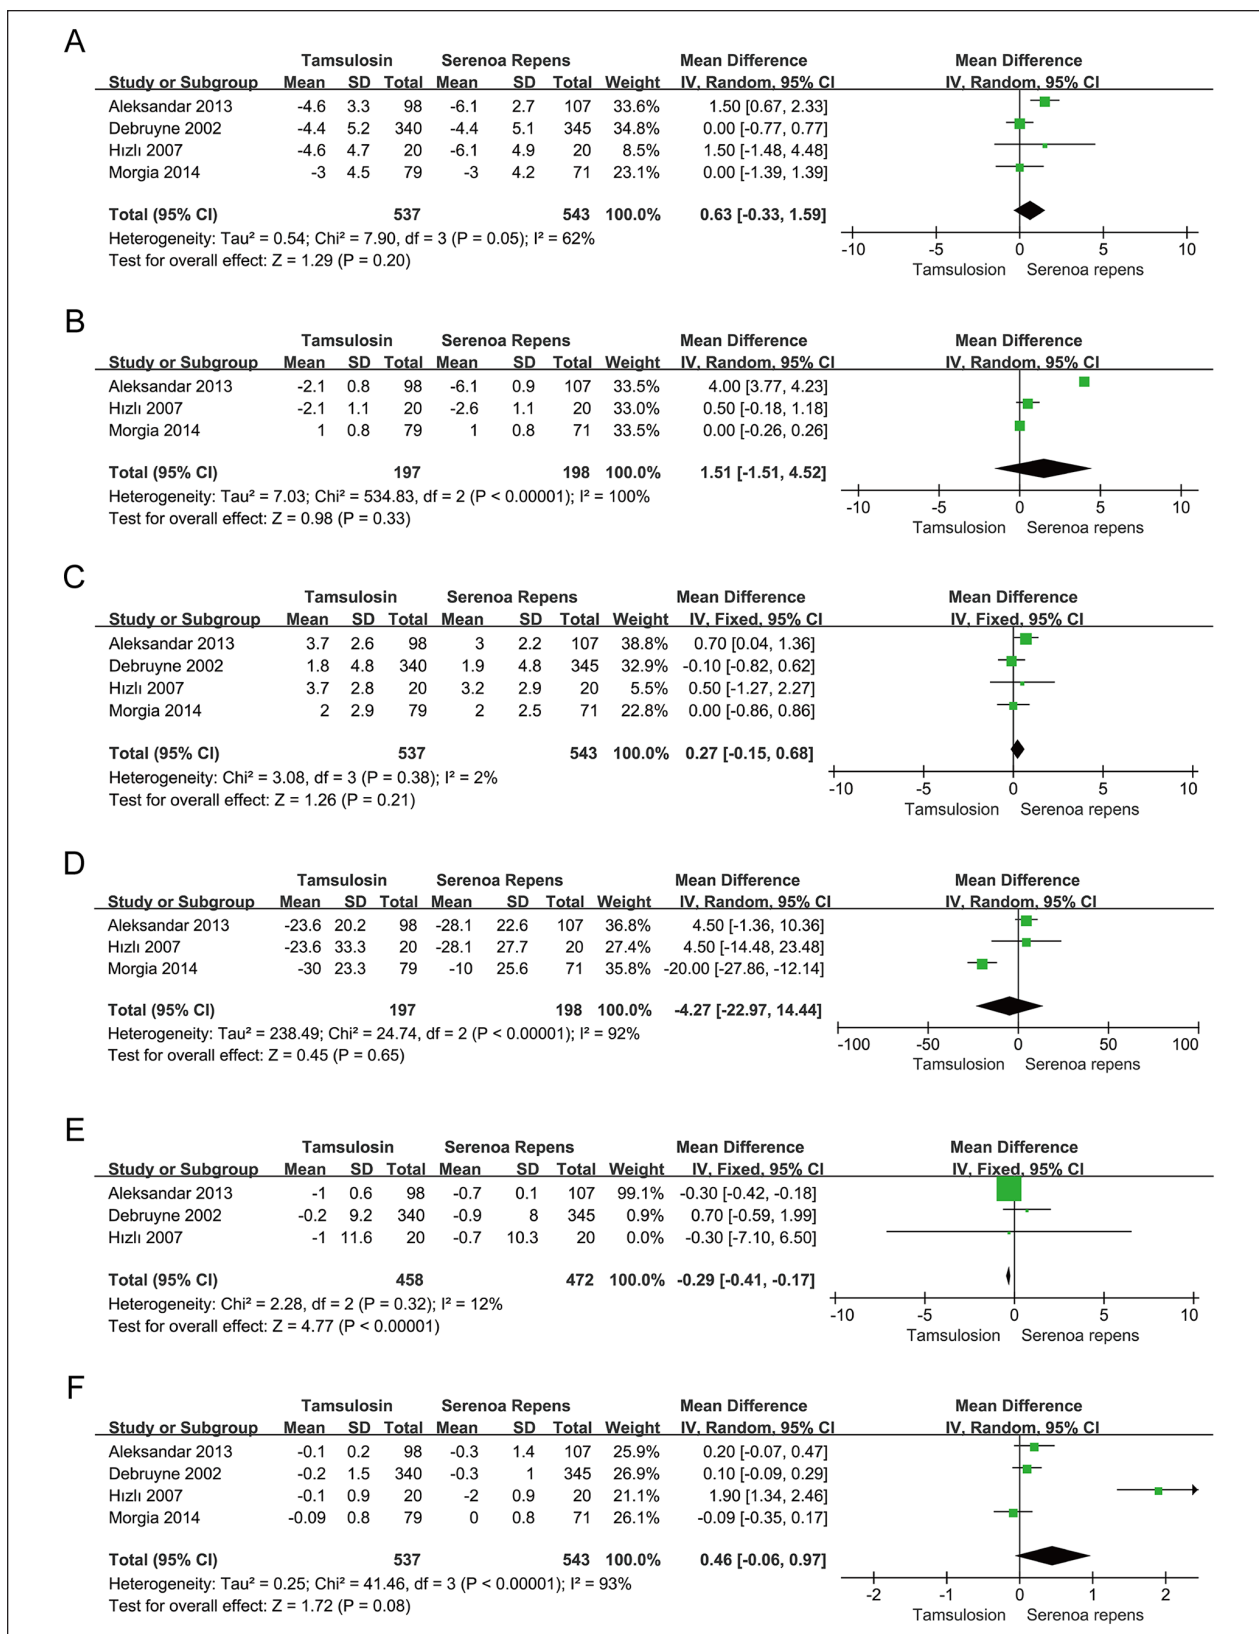 A
Tamsulosin Serenoa Repens Mean Difference Mean Difference
Study or Subgroup Mean SD Total Mean SD Total Weight IV, Random, 95% CI IV, Random, 95% CI
Aleksandar 2013 -4.6 3.3 98 -6.1 2.7 107 33.6% 1.50 [0.67, 2.33]
Debruyne 2002 -4.4 5.2 340 -4.4 5.1 345 34.8% 0.00 [-0.77, 0.77]
Hızlı 2007 -4.6 4.7 20 -6.1 4.9 20 8.5% 1.50 [-1.48, 4.48]
Morgia 2014 -3 4.5 79 -3 4.2 71 23.1% 0.00 [-1.39, 1.39]
Total (95% CI) 537 543 100.0% 0.63 [-0.33, 1.59]
Heterogeneity: Tau² = 0.54; Chi² = 7.90, df = 3 (P = 0.05); I² = 62%
Test for overall effect: Z = 1.29 (P = 0.20)
-10 -5 0 5 10
Tamsulosion Serenoa repens
B
Tamsulosin Serenoa Repens Mean Difference Mean Difference
Study or Subgroup Mean SD Total Mean SD Total Weight IV, Random, 95% CI IV, Random, 95% CI
Aleksandar 2013 -2.1 0.8 98 -6.1 0.9 107 33.5% 4.00 [3.77, 4.23]
Hızlı 2007 -2.1 1.1 20 -2.6 1.1 20 33.0% 0.50 [-0.18, 1.18]
Morgia 2014 1 0.8 79 1 0.8 71 33.5% 0.00 [-0.26, 0.26]
Total (95% CI) 197 198 100.0% 1.51 [-1.51, 4.52]
Heterogeneity: Tau² = 7.03; Chi² = 534.83, df = 2 (P < 0.00001); I² = 100%
Test for overall effect: Z = 0.98 (P = 0.33)
-10 -5 0 5 10
Tamsulosion Serenoa repens
C
Tamsulosin Serenoa Repens Mean Difference Mean Difference
Study or Subgroup Mean SD Total Mean SD Total Weight IV, Fixed, 95% CI IV, Fixed, 95% CI
Aleksandar 2013 3.7 2.6 98 3 2.2 107 38.8% 0.70 [0.04, 1.36]
Debruyne 2002 1.8 4.8 340 1.9 4.8 345 32.9% -0.10 [-0.82, 0.62]
Hızlı 2007 3.7 2.8 20 3.2 2.9 20 5.5% 0.50 [-1.27, 2.27]
Morgia 2014 2 2.9 79 2 2.5 71 22.8% 0.00 [-0.86, 0.86]
Total (95% CI) 537 543 100.0% 0.27 [-0.15, 0.68]
Heterogeneity: Chi² = 3.08, df = 3 (P = 0.38); I² = 2%
Test for overall effect: Z = 1.26 (P = 0.21)
-10 -5 0 5 10
Tamsulosion Serenoa repens
D
Tamsulosin Serenoa Repens Mean Difference Mean Difference
Study or Subgroup Mean SD Total Mean SD Total Weight IV, Random, 95% CI IV, Random, 95% CI
Aleksandar 2013 -23.6 20.2 98 -28.1 22.6 107 36.8% 4.50 [-1.36, 10.36]
Hızlı 2007 -23.6 33.3 20 -28.1 27.7 20 27.4% 4.50 [-14.48, 23.48]
Morgia 2014 -30 23.3 79 -10 25.6 71 35.8% -20.00 [-27.86, -12.14]
Total (95% CI) 197 198 100.0% -4.27 [-22.97, 14.44]
Heterogeneity: Tau² = 238.49; Chi² = 24.74, df = 2 (P < 0.00001); I² = 92%
Test for overall effect: Z = 0.45 (P = 0.65)
-100 -50 0 50 100
Tamsulosion Serenoa repens
E
Tamsulosin Serenoa Repens Mean Difference Mean Difference
Study or Subgroup Mean SD Total Mean SD Total Weight IV, Fixed, 95% CI IV, Fixed, 95% CI
Aleksandar 2013 -1 0.6 98 -0.7 0.1 107 99.1% -0.30 [-0.42, -0.18]
Debruyne 2002 -0.2 9.2 340 -0.9 8 345 0.9% 0.70 [-0.59, 1.99]
Hızlı 2007 -1 11.6 20 -0.7 10.3 20 0.0% -0.30 [-7.10, 6.50]
Total (95% CI) 458 472 100.0% -0.29 [-0.41, -0.17]
Heterogeneity: Chi² = 2.28, df = 2 (P = 0.32); I² = 12%
Test for overall effect: Z = 4.77 (P < 0.00001)
-10 -5 0 5 10
Tamsulosion Serenoa repens
F
Tamsulosin Serenoa Repens Mean Difference Mean Difference
Study or Subgroup Mean SD Total Mean SD Total Weight IV, Random, 95% CI IV, Random, 95% CI
Aleksandar 2013 -0.1 0.2 98 -0.3 1.4 107 25.9% 0.20 [-0.07, 0.47]
Debruyne 2002 -0.2 1.5 340 -0.3 1 345 26.9% 0.10 [-0.09, 0.29]
Hızlı 2007 -0.1 0.9 20 -2 0.9 20 21.1% 1.90 [1.34, 2.46]
Morgia 2014 -0.09 0.8 79 0 0.8 71 26.1% -0.09 [-0.35, 0.17]
Total (95% CI) 537 543 100.0% 0.46 [-0.06, 0.97]
Heterogeneity: Tau² = 0.25; Chi² = 41.46, df = 3 (P < 0.00001); I² = 93%
Test for overall effect: Z = 1.72 (P = 0.08)
-2 -1 0 1 2
Tamsulosion Serenoa repens